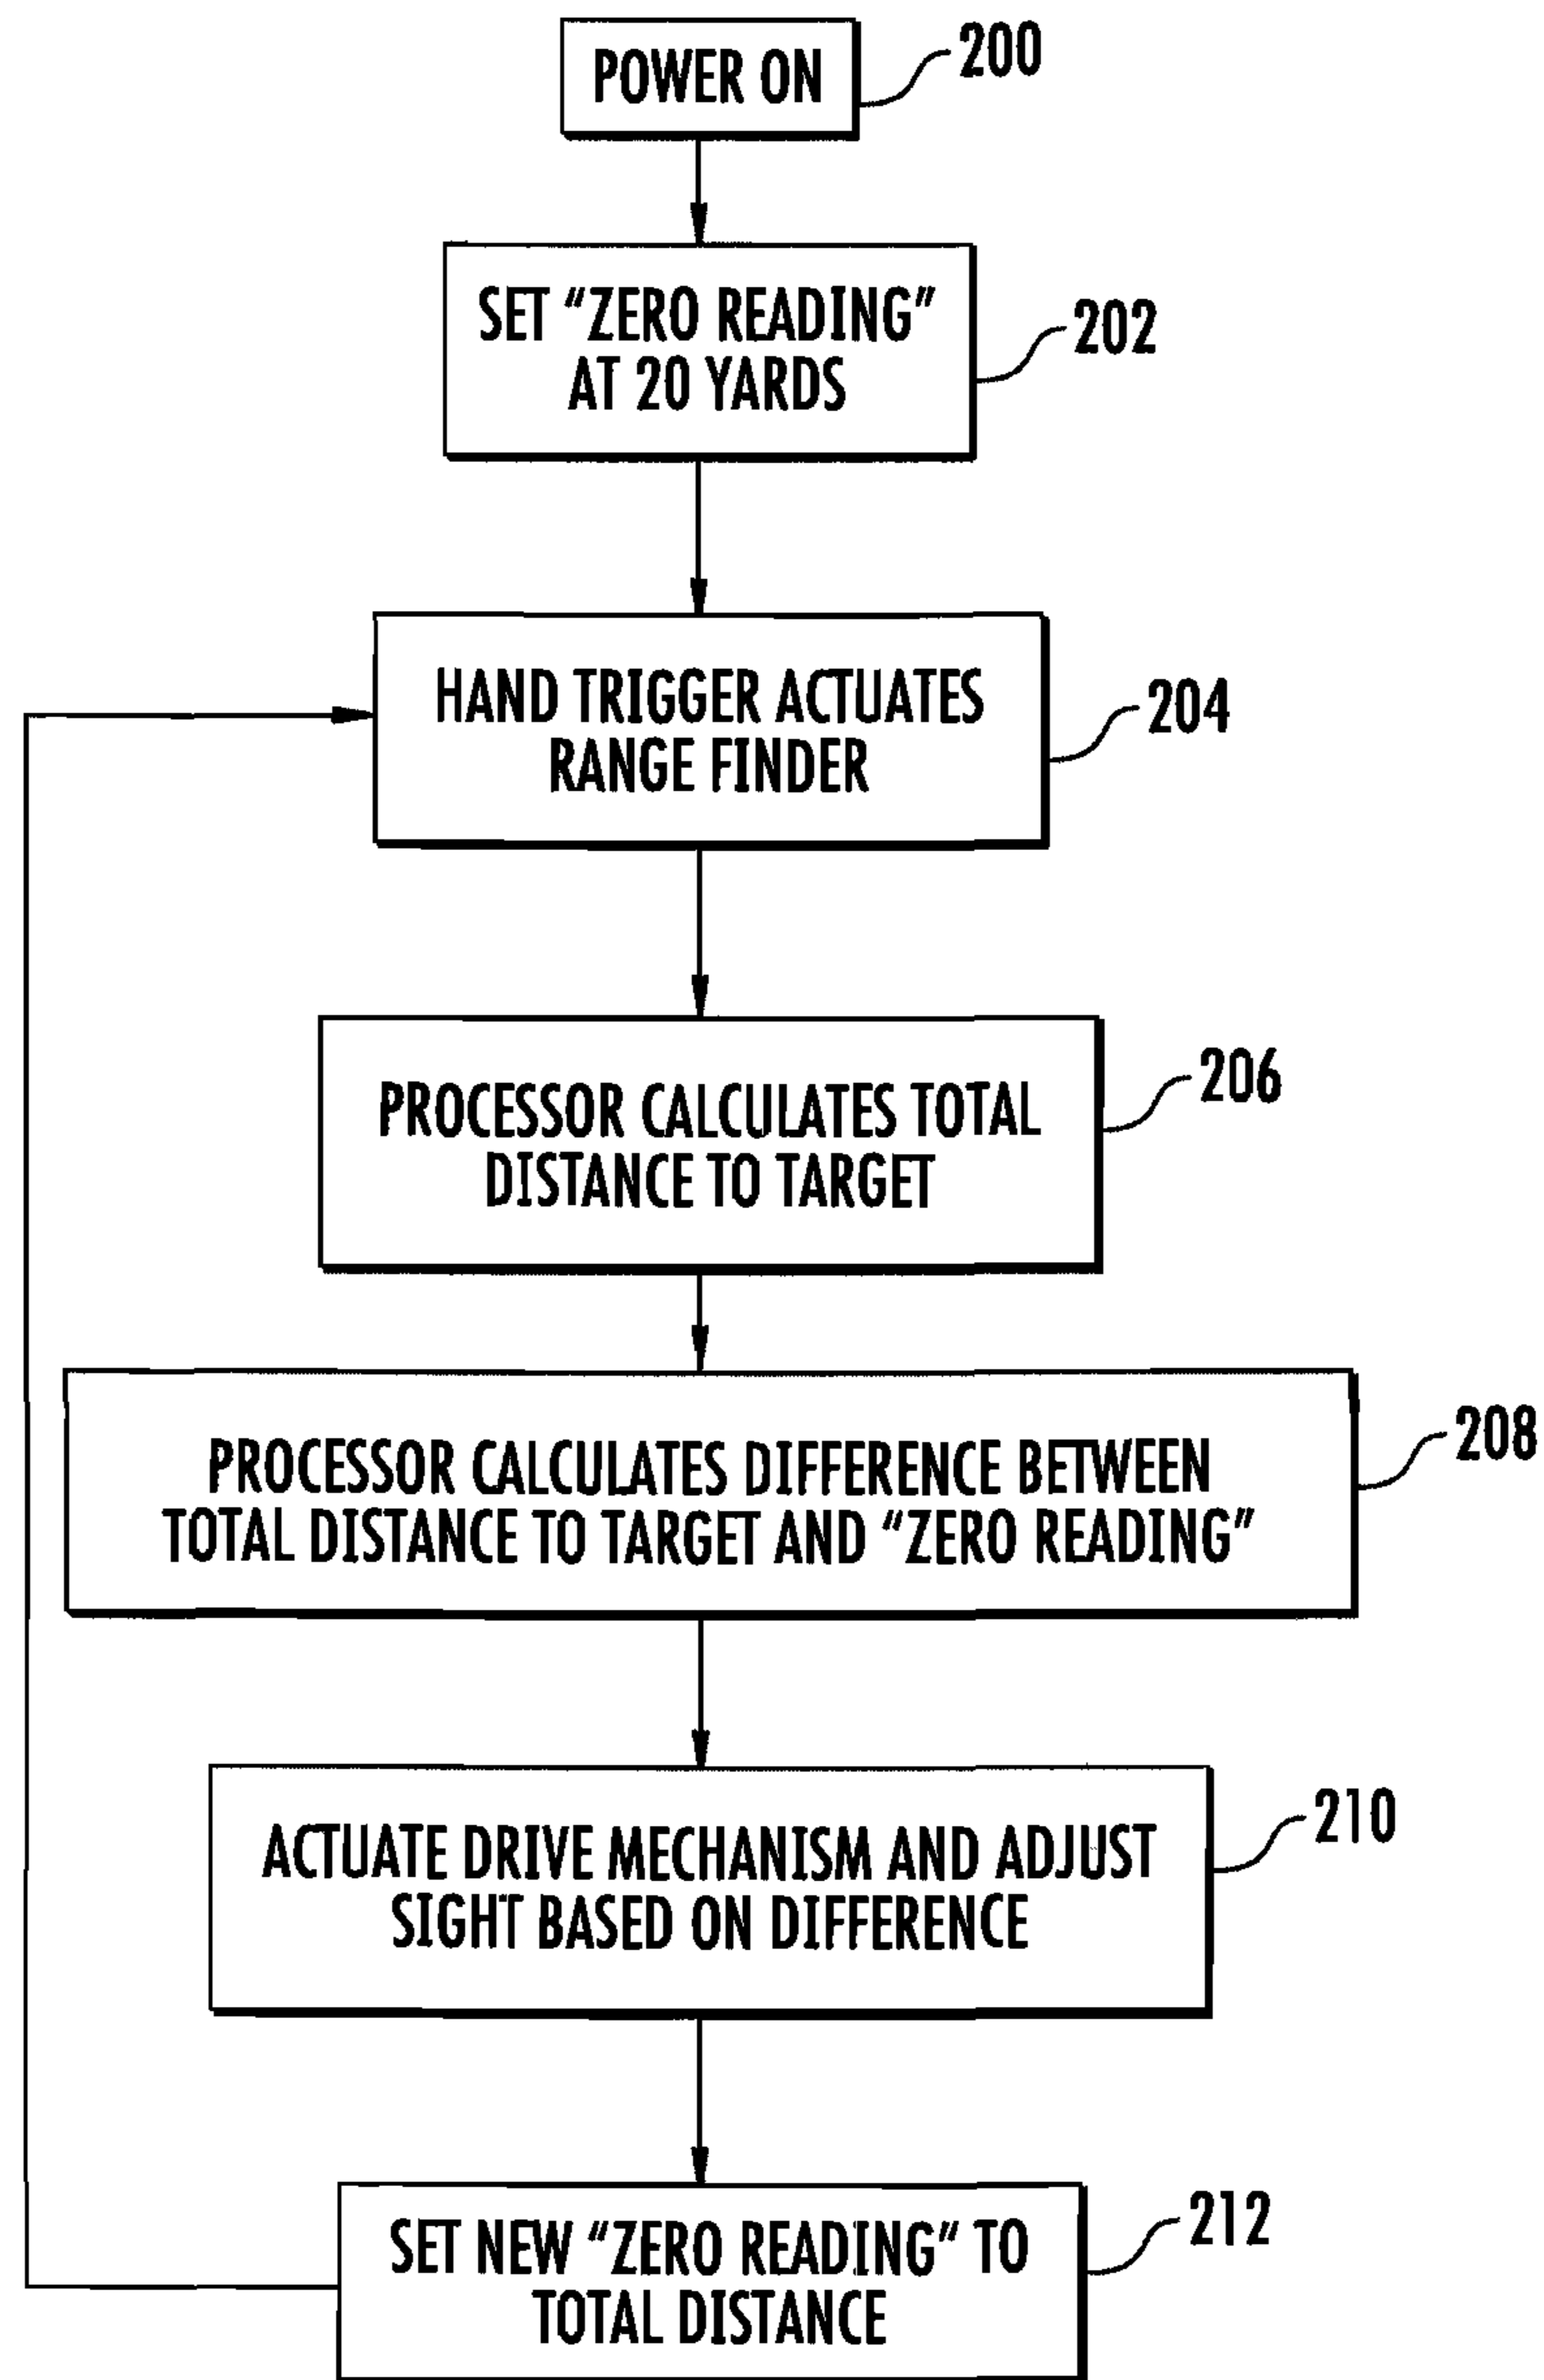 POWER ON
200
SET “ZERO READING”
AT 20 YARDS
202
HAND TRIGGER ACTUATES
RANGE FINDER
204
PROCESSOR CALCULATES TOTAL
DISTANCE TO TARGET
206
PROCESSOR CALCULATES DIFFERENCE BETWEEN
TOTAL DISTANCE TO TARGET AND “ZERO READING”
208
ACTUATE DRIVE MECHANISM AND ADJUST
SIGHT BASED ON DIFFERENCE
210
SET NEW “ZERO READING” TO
TOTAL DISTANCE
212